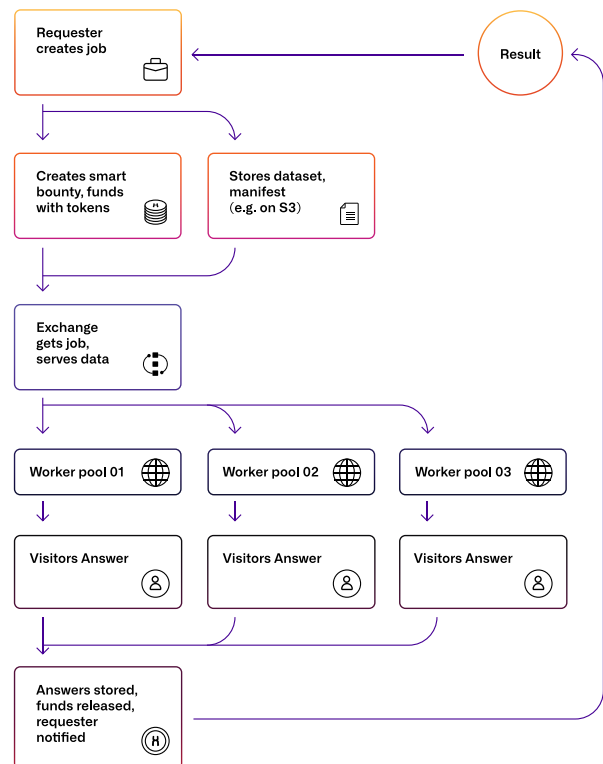 Requester
creates job
Result
Creates smart
bounty, funds
with tokens
Stores dataset,
manifest
(e.g. on S3)
Exchange
gets job,
serves data
Worker pool 01
Worker pool 02
Worker pool 03
Visitors Answer
Visitors Answer
Visitors Answer
Answers stored,
funds released,
requester
notified